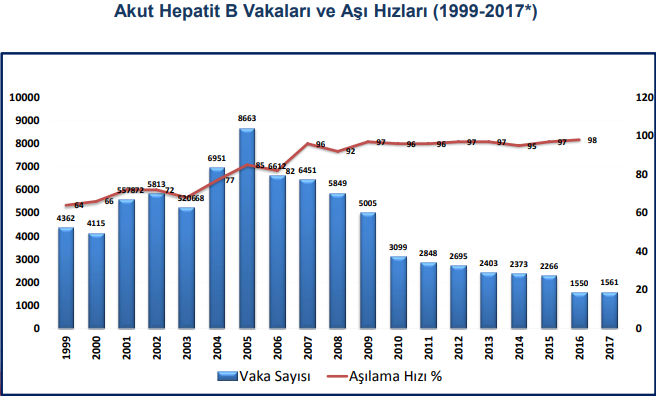 Akut Hepatit B Vakaları ve Aşı Hızları (1999-2017*)
10000 9000 8000 7000 6000 5000 4000 3000 2000 1000 0
120 100 80 60 40 20 0
4362 4115 5578 5813 5206 6951 8663 6612 6451 5849 5005 3099 2848 2695 2403 2373 2266 1550 1561
64 66 72 72 68 77 85 82 96 92 97 96 96 97 97 95 97 98
1999 2000 2001 2002 2003 2004 2005 2006 2007 2008 2009 2010 2011 2012 2013 2014 2015 2016 2017
Vaka Sayısı Aşılama Hızı %